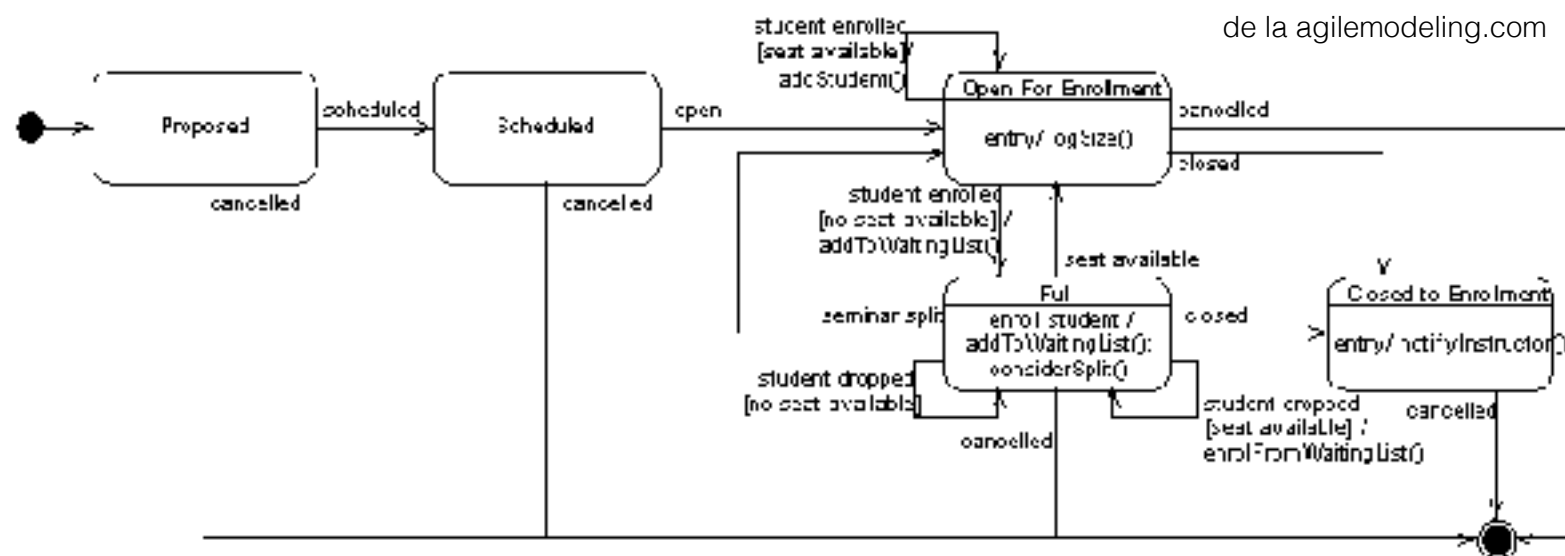 de la agilemodeling.com
student enrolled
[seat available] /
addStudent()
Proposed
scheduled
cancelled
Scheduled
open
cancelled
Open For Enrollment
entry/ logSize()
cancelled
closed
student enrolled
[no seat available] /
addToWaitingList()
seat available
seminar split
Full
enroll student /
addToWaitingList();
considerSplit()
closed
Closed to Enrollment
entry/ notifyInstructor()
student dropped
[no seat available]
cancelled
student dropped
[seat available] /
enrolFromWaitingList()
cancelled